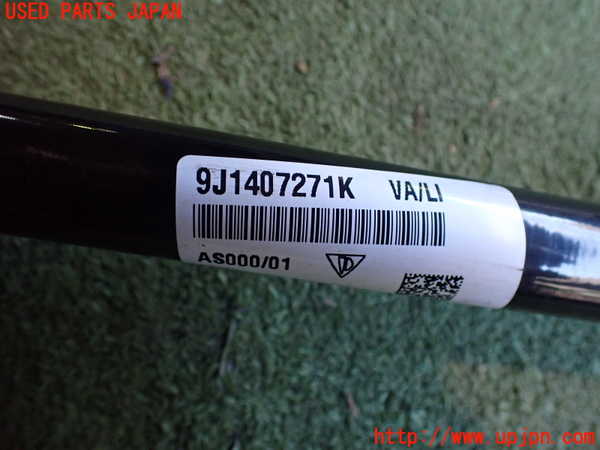 USED PARTS JAPAN
9J1407271K VA/LI
AS000/01
http://www.upjpn.com